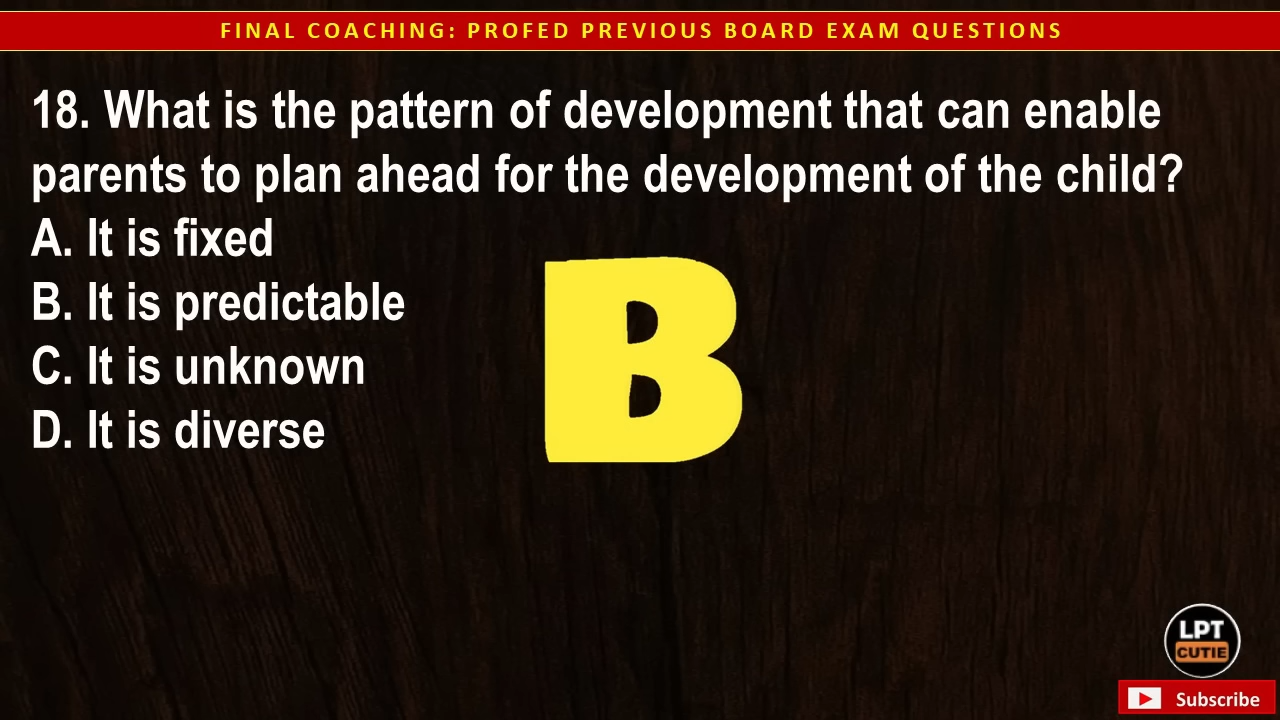 FINAL COACHING: PROFED PREVIOUS BOARD EXAM QUESTIONS
18. What is the pattern of development that can enable
parents to plan ahead for the development of the child?
A. It is fixed
B. It is predictable
C. It is unknown
D. It is diverse
B
LPT
CUTIE
Subscribe